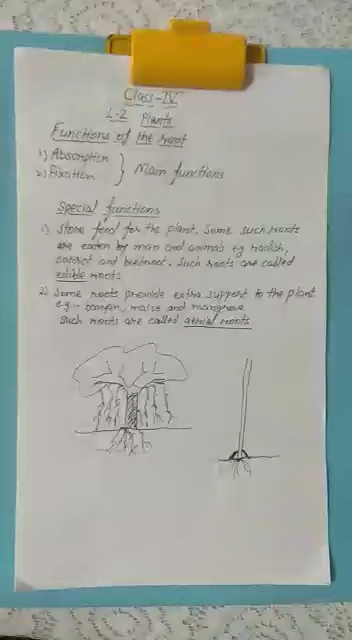 Class-IV
L-2 Plants
Functions of the root
1) Absorption
2) Fixation } Main functions
Special functions
1) Store food for the plant. Some such roots
are eaten by man and animals eg radish,
carrot and beetroot. Such roots are called
edible roots
2) Some roots provide extra support to the plant
e.g:- banyan, maize and mangrove
Such roots are called aerial roots